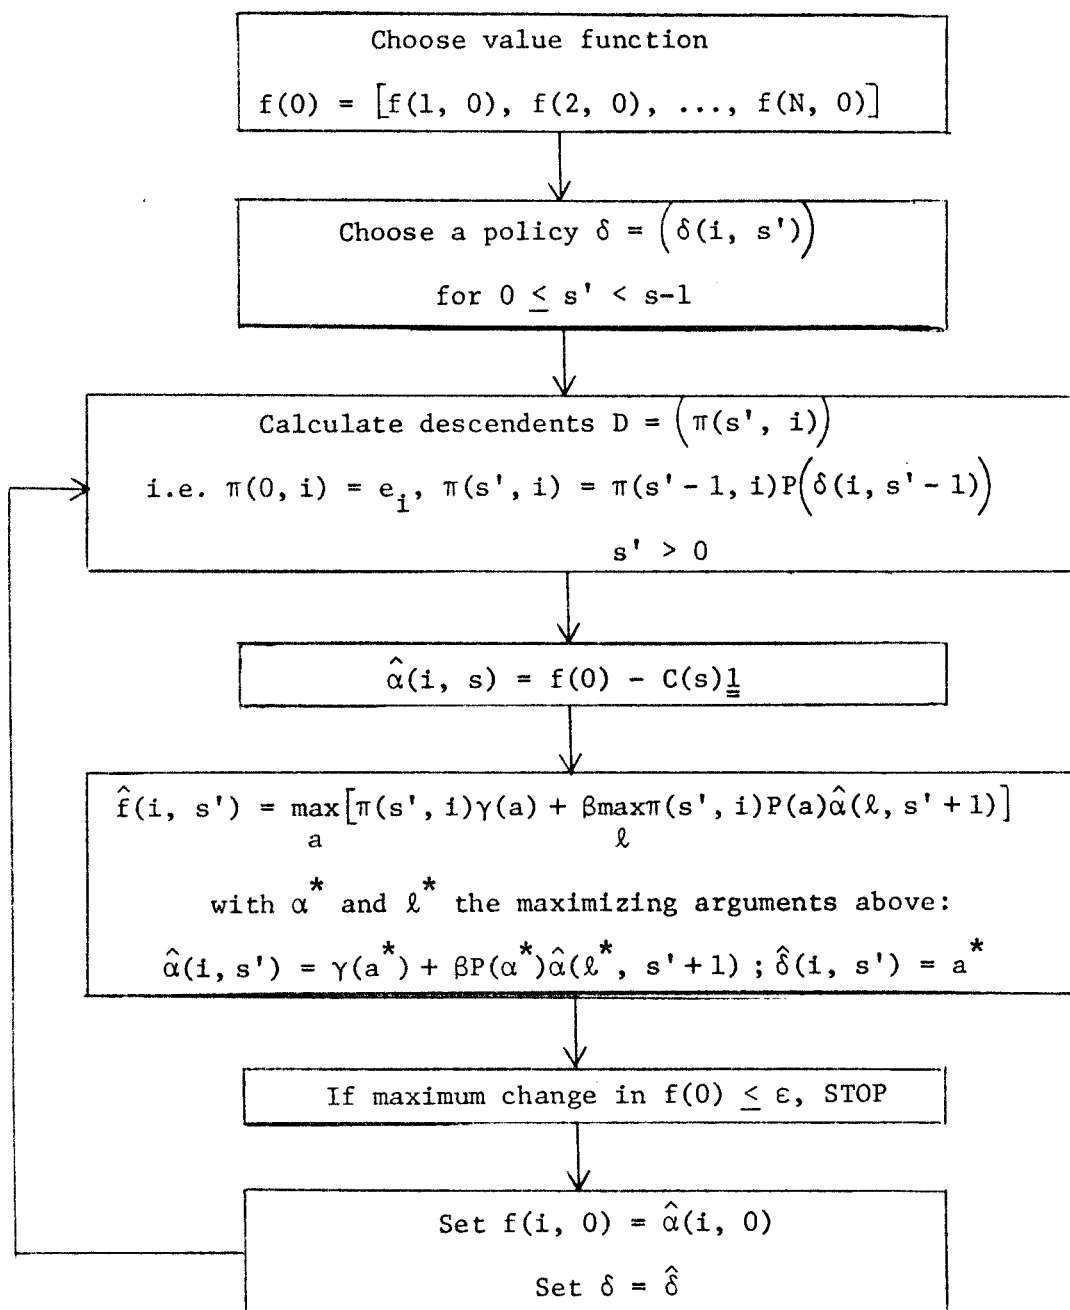 Choose value function
f(0) = [f(1, 0), f(2, 0), ..., f(N, 0)]
Choose a policy δ = (δ(i, s'))
for 0 ≤ s' < s-1
Calculate descendents D = (π(s', i))
i.e. π(0, i) = e_i, π(s', i) = π(s' - 1, i)P(δ(i, s' - 1))
s' > 0
α̂(i, s) = f(0) - C(s)1̳
f̂(i, s') = max[π(s', i)γ(a) + βmaxπ(s', i)P(a)α̂(ℓ, s' + 1)]
a ℓ
with α* and ℓ* the maximizing arguments above:
α̂(i, s') = γ(a*) + βP(α*)α̂(ℓ*, s' + 1) ; δ̂(i, s') = a*
If maximum change in f(0) ≤ ε, STOP
Set f(i, 0) = α̂(i, 0)
Set δ = δ̂